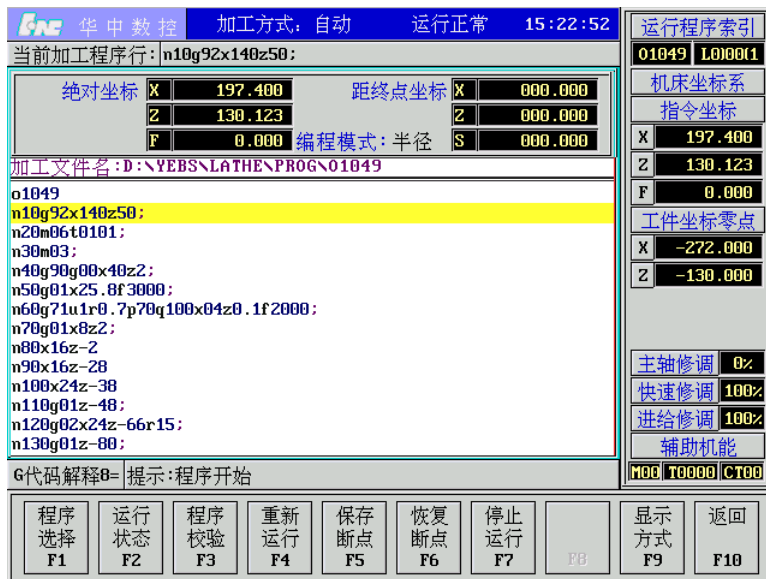 华中数控 加工方式：自动 运行正常 15:22:52
当前加工程序行: n10g92x140z50;
绝对坐标 X 197.400 距终点坐标 X 000.000
Z 130.123 Z 000.000
F 0.000 编程模式：半径 S 000.000
加工文件名:D:\YEBS\LATHE\PROG\O1049
o1049
n10g92x140z50;
n20m06t0101;
n30m03;
n40g90g00x40z2;
n50g01x25.8f3000;
n60g71u1r0.7p70q100x04z0.1f2000;
n70g01x8z2;
n80x16z-2
n90x16z-28
n100x24z-38
n110g01z-48;
n120g02x24z-66r15;
n130g01z-80;
G代码解释8= 提示:程序开始
运行程序索引
O1049
机床坐标系
指令坐标
X 197.400
Z 130.123
F 0.000
工件坐标零点
X -272.000
Z -130.000
主轴修调 0%
快速修调 100%
进给修调 100%
辅助机能
M00 T0000 CT00
程序选择 F1
运行状态 F2
程序校验 F3
重新运行 F4
保存断点 F5
恢复断点 F6
停止运行 F7
F8
显示方式 F9
返回 F10